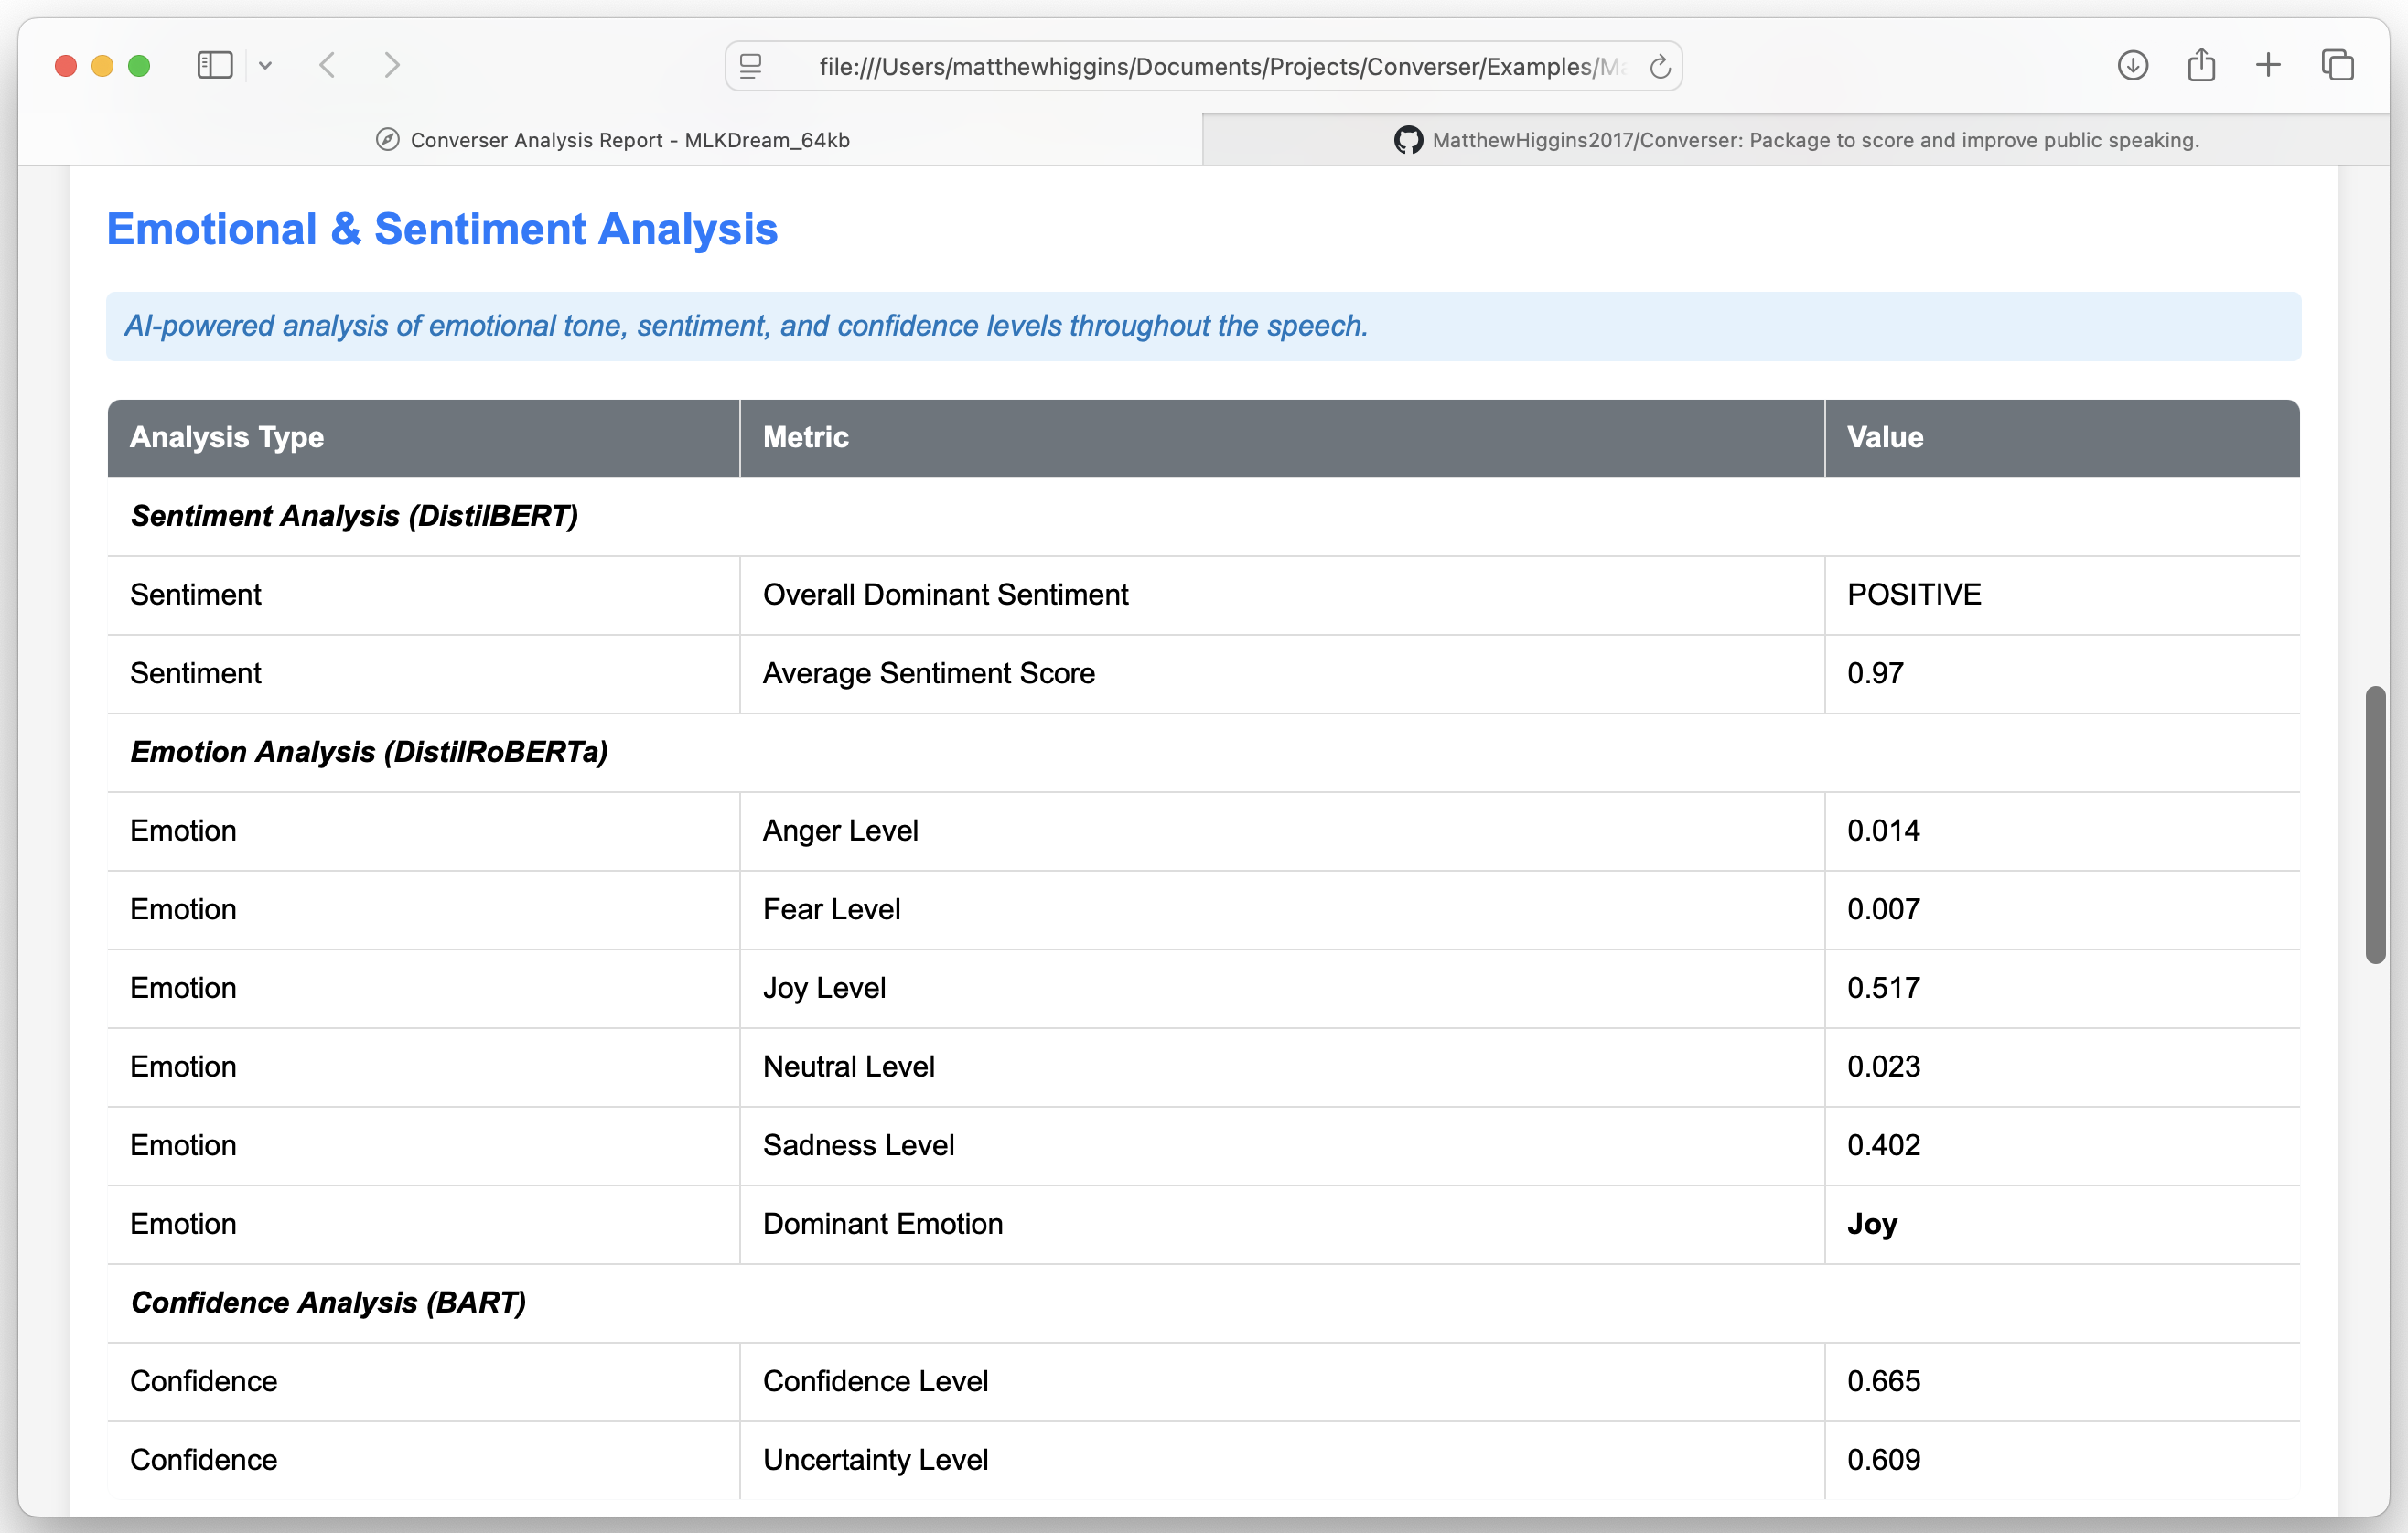 file:///Users/matthewhiggins/Documents/Projects/Converser/Examples/
Converser Analysis Report - MLKDream_64kb
MatthewHiggins2017/Converser: Package to score and improve public speaking.
Emotional & Sentiment Analysis
AI-powered analysis of emotional tone, sentiment, and confidence levels throughout the speech.
Analysis Type Metric Value
Sentiment Analysis (DistilBERT)
Sentiment Overall Dominant Sentiment POSITIVE
Sentiment Average Sentiment Score 0.97
Emotion Analysis (DistilRoBERTa)
Emotion Anger Level 0.014
Emotion Fear Level 0.007
Emotion Joy Level 0.517
Emotion Neutral Level 0.023
Emotion Sadness Level 0.402
Emotion Dominant Emotion Joy
Confidence Analysis (BART)
Confidence Confidence Level 0.665
Confidence Uncertainty Level 0.609